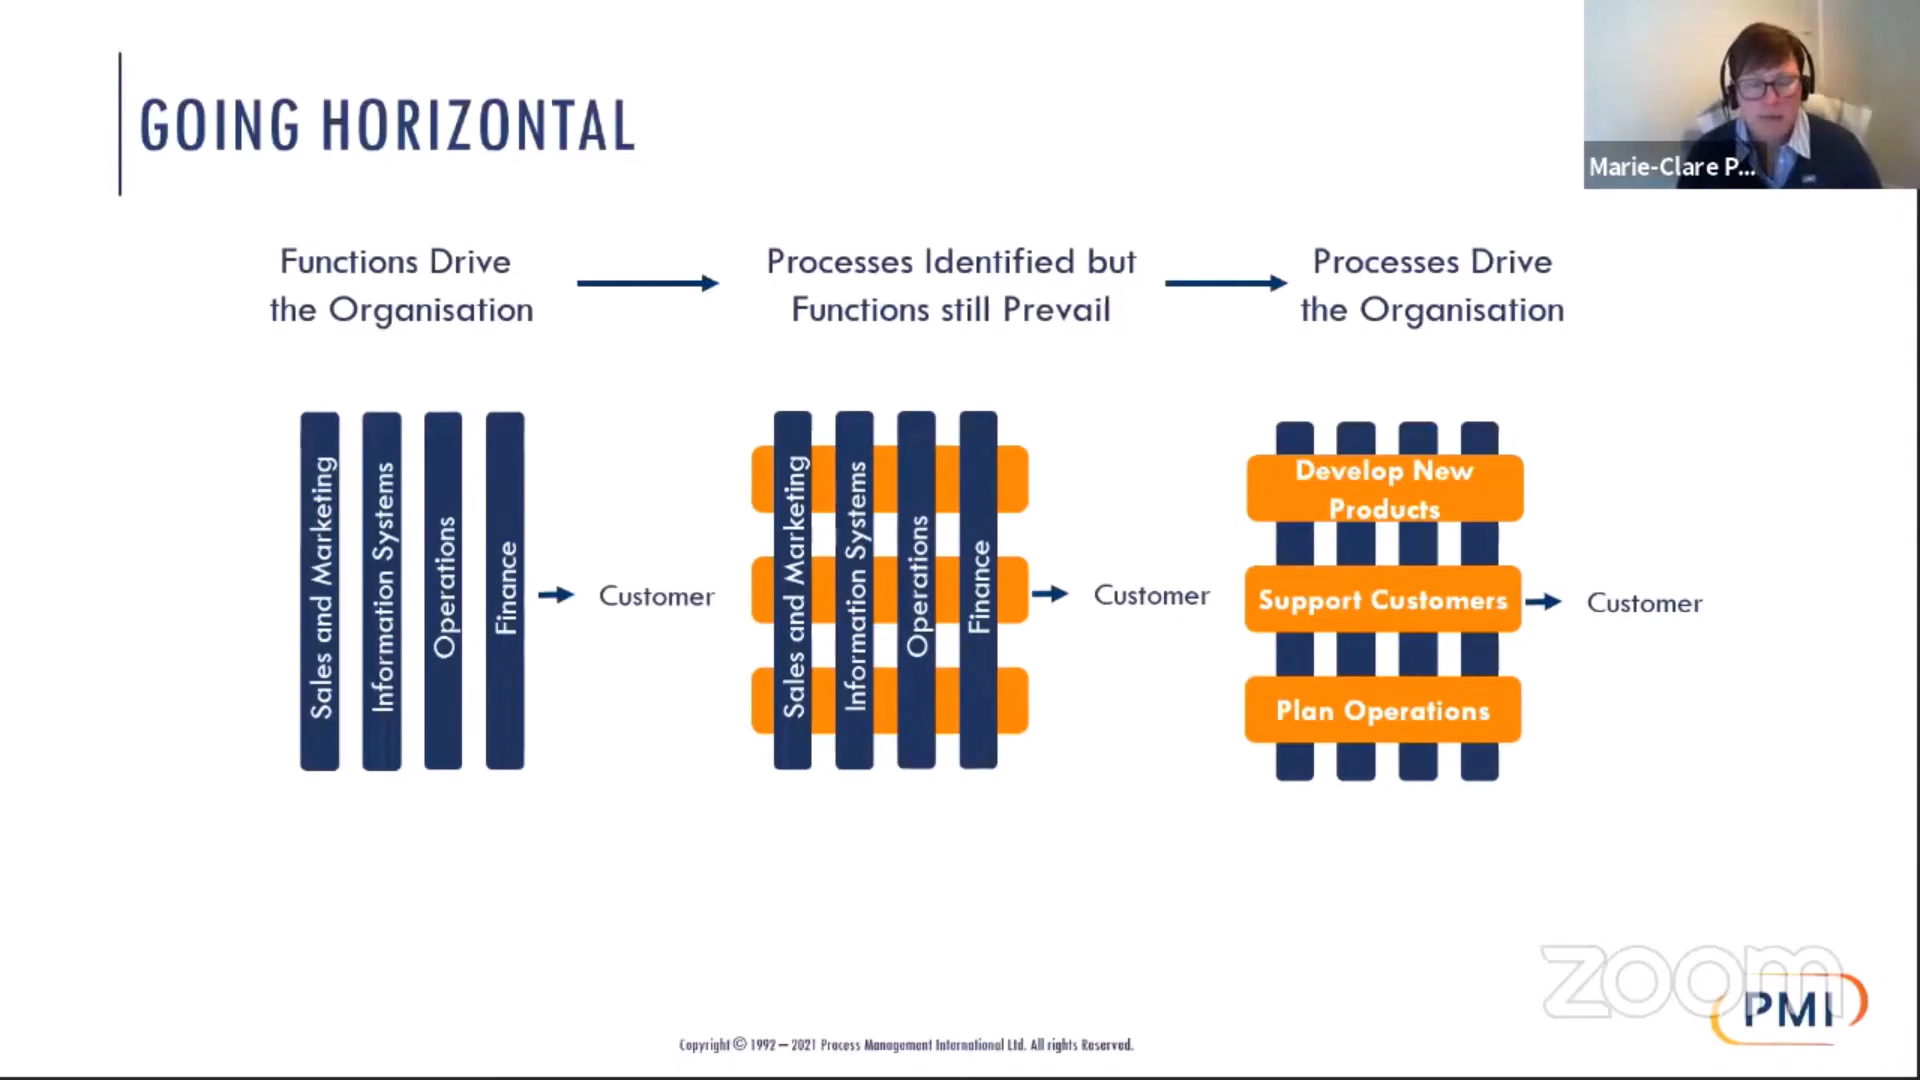 GOING HORIZONTAL
Marie-Clare P...
Functions Drive
the Organisation
Processes Identified but
Functions still Prevail
Processes Drive
the Organisation
Sales and Marketing
Information Systems
Operations
Finance
Customer
Sales and Marketing
Information Systems
Operations
Finance
Customer
Develop New
Products
Support Customers
Plan Operations
Customer
zoom
PMI
Copyright © 1992 – 2021 Process Management International Ltd. All rights Reserved.